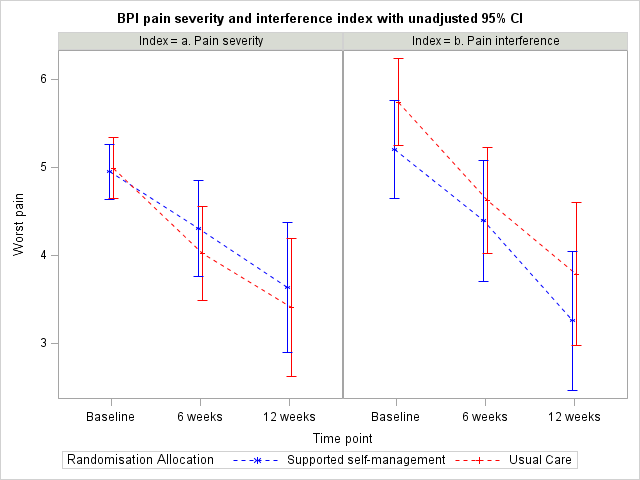 BPI pain severity and interference index with unadjusted 95% CI
Index = a. Pain severity
Index = b. Pain interference
6
5
4
3
Worst pain
Baseline
6 weeks
12 weeks
Baseline
6 weeks
12 weeks
Time point
Randomisation Allocation
Supported self-management
Usual Care